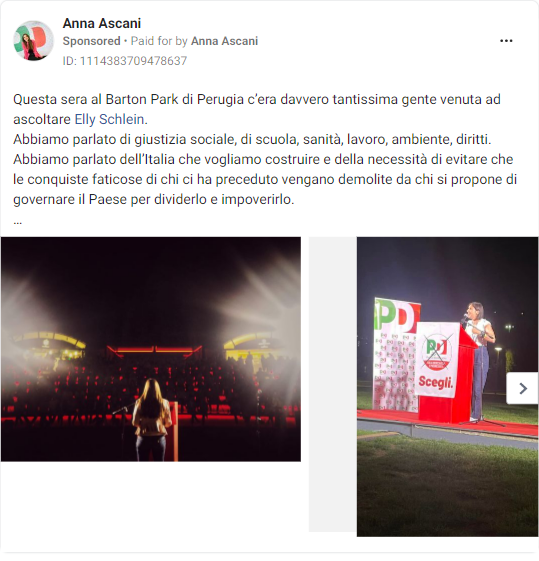 Anna Ascani
Sponsored • Paid for by Anna Ascani
ID: 1114383709478637
Questa sera al Barton Park di Perugia c'era davvero tantissima gente venuta ad
ascoltare Elly Schlein.
Abbiamo parlato di giustizia sociale, di scuola, sanità, lavoro, ambiente, diritti.
Abbiamo parlato dell'Italia che vogliamo costruire e della necessità di evitare che
le conquiste faticose di chi ci ha preceduto vengano demolite da chi si propone di
governare il Paese per dividerlo e impoverirlo.
...
PD
PD
Scegli.